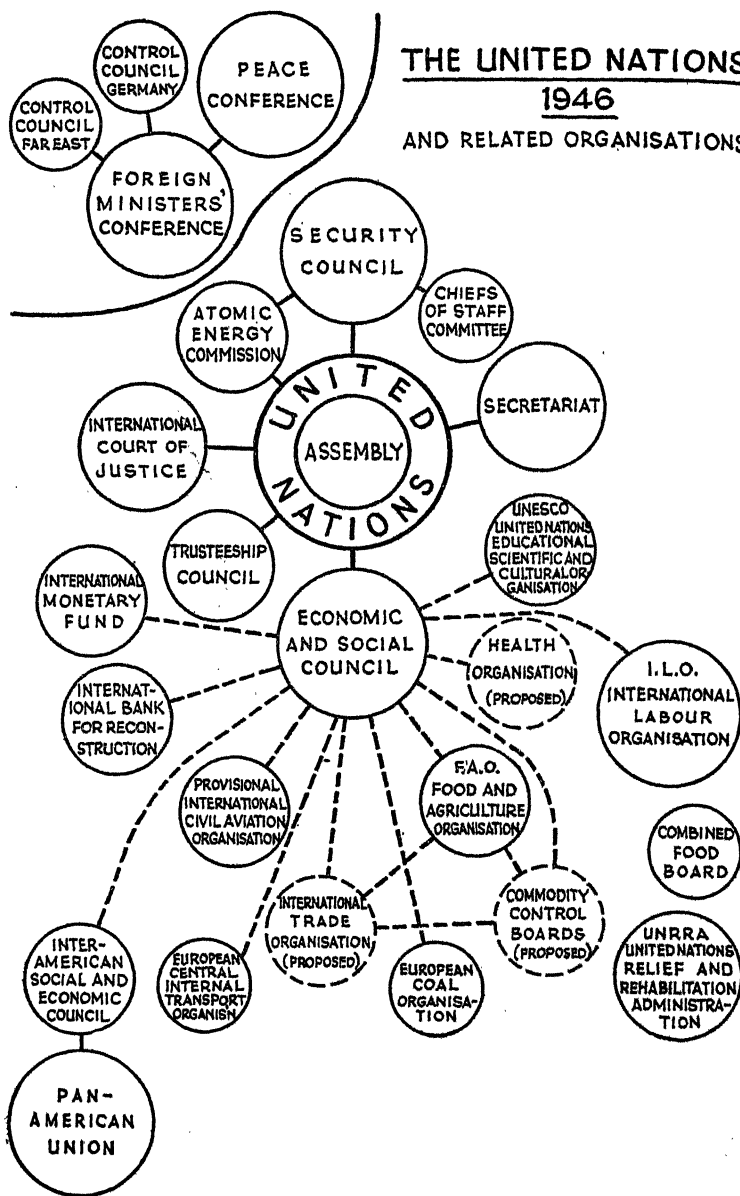 THE UNITED NATIONS
1946
AND RELATED ORGANISATIONS
CONTROL
COUNCIL
GERMANY
PEACE
CONFERENCE
CONTROL
COUNCIL
FAR EAST
FOREIGN
MINISTERS'
CONFERENCE
SECURITY
COUNCIL
ATOMIC
ENERGY
COMMISSION
CHIEFS
OF STAFF
COMMITTEE
UNITED
NATIONS
ASSEMBLY
SECRETARIAT
INTERNATIONAL
COURT OF
JUSTICE
TRUSTEESHIP
COUNCIL
UNESCO
UNITED NATIONS
EDUCATIONAL
SCIENTIFIC AND
CULTURAL OR-
GANISATION
INTERNATIONAL
MONETARY
FUND
ECONOMIC
AND SOCIAL
COUNCIL
HEALTH
ORGANISATION
(PROPOSED)
I.L.O.
INTERNATIONAL
LABOUR
ORGANISATION
INTERNAT-
IONAL BANK
FOR RECON-
STRUCTION
PROVISIONAL
INTERNATIONAL
CIVIL AVIATION
ORGANISATION
F.A.O.
FOOD AND
AGRICULTURE
ORGANISATION
COMBINED
FOOD
BOARD
INTERNATIONAL
TRADE
ORGANISATION
(PROPOSED)
COMMODITY
CONTROL
BOARDS
(PROPOSED)
INTER-
AMERICAN
SOCIAL AND
ECONOMIC
COUNCIL
EUROPEAN
CENTRAL
INTERNAL
TRANSPORT
ORGANISN
EUROPEAN
COAL
ORGANISA-
TION
UNRRA
UNITED NATIONS
RELIEF AND
REHABILITATION
ADMINISTRA-
TION
PAN-
AMERICAN
UNION